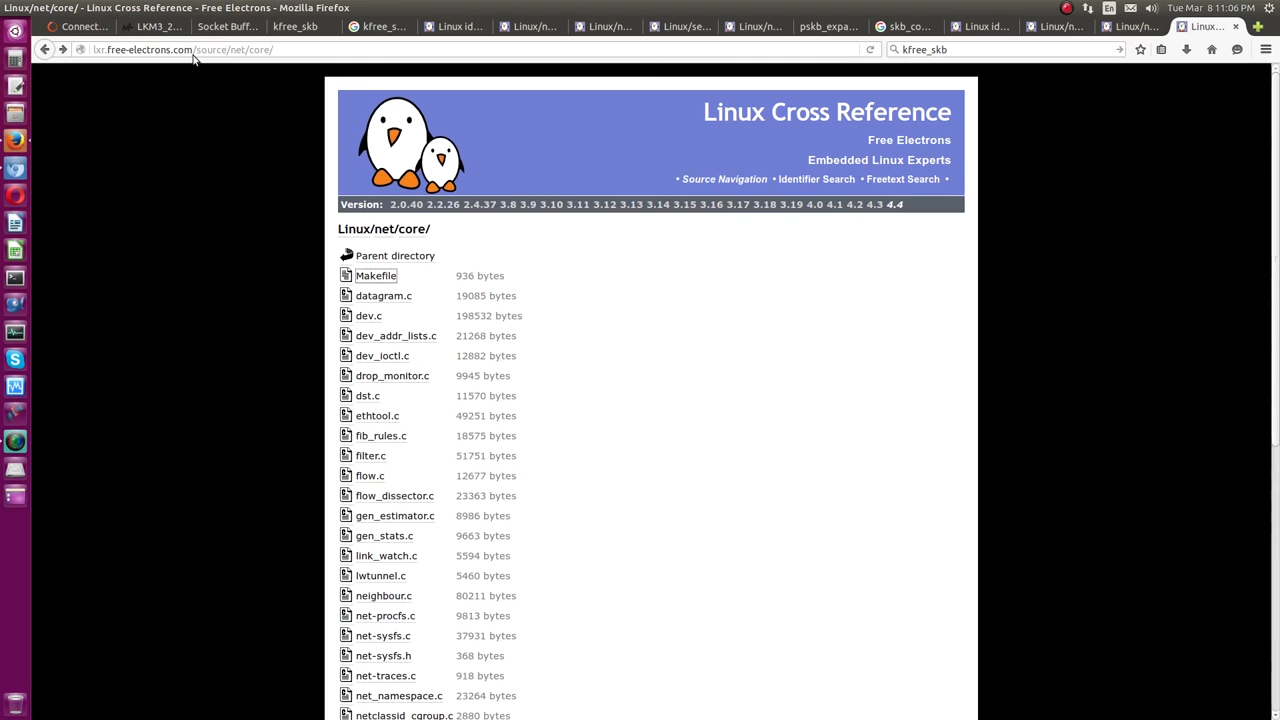 Linux/net/core/ - Linux Cross Reference - Free Electrons - Mozilla Firefox
En Tue Mar 8 11:11:06 PM
Connect... LKM3_2... Socket Buff... kfree_skb kfree_s... Linux id... Linux/n... Linux/n... Linux/se... Linux/n... pskb_expa... skb_co... Linux id... Linux/n... Linux/n... Linux...
lxr.free-electrons.com/source/net/core/ kfree_skb
Linux Cross Reference
Free Electrons
Embedded Linux Experts
• Source Navigation • Identifier Search • Freetext Search •
Version: 2.0.40 2.2.26 2.4.37 3.8 3.9 3.10 3.11 3.12 3.13 3.14 3.15 3.16 3.17 3.18 3.19 4.0 4.1 4.2 4.3 4.4
Linux/net/core/
Parent directory
Makefile 936 bytes
datagram.c 19085 bytes
dev.c 198532 bytes
dev_addr_lists.c 21268 bytes
dev_ioctl.c 12882 bytes
drop_monitor.c 9945 bytes
dst.c 11570 bytes
ethtool.c 49251 bytes
fib_rules.c 18575 bytes
filter.c 51751 bytes
flow.c 12677 bytes
flow_dissector.c 23363 bytes
gen_estimator.c 8986 bytes
gen_stats.c 9663 bytes
link_watch.c 5594 bytes
lwtunnel.c 5460 bytes
neighbour.c 80211 bytes
net-procfs.c 9813 bytes
net-sysfs.c 37931 bytes
net-sysfs.h 368 bytes
net-traces.c 918 bytes
net_namespace.c 23264 bytes
netclassid_cgroup.c 2880 bytes